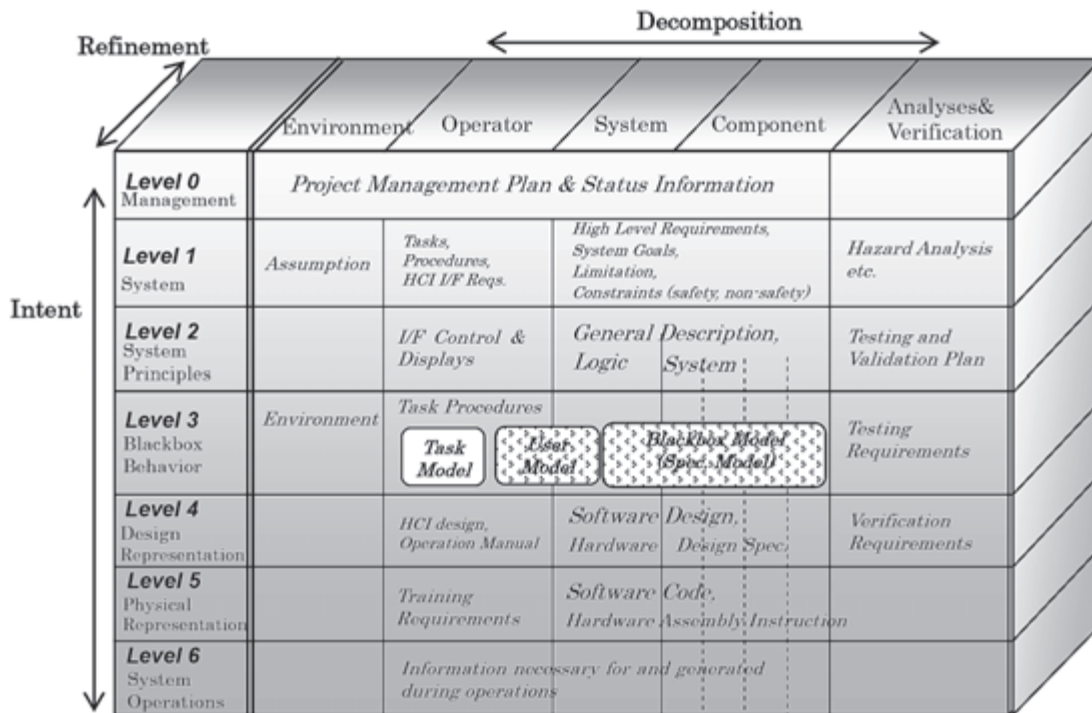 Decomposition
Refinement
Environment Operator System Component Analyses&
Verification
Intent
Level 0
Management
Project Management Plan & Status Information
Level 1
System
Assumption
Tasks,
Procedures,
HCI I/F Reqs.
High Level Requirements,
System Goals,
Limitation,
Constraints (safety, non-safety)
Hazard Analysis
etc.
Level 2
System
Principles
I/F Control &
Displays
General Description,
Logic System
Testing and
Validation Plan
Level 3
Blackbox
Behavior
Environment
Task Procedures
Task
Model
User
Model
Blackbox Model
(Spec. Model)
Testing
Requirements
Level 4
Design
Representation
HCI design,
Operation Manual
Software Design,
Hardware Design Spec.
Verification
Requirements
Level 5
Physical
Representation
Training
Requirements
Software Code,
Hardware Assembly Instruction
Level 6
System
Operations
Information necessary for and generated
during operations